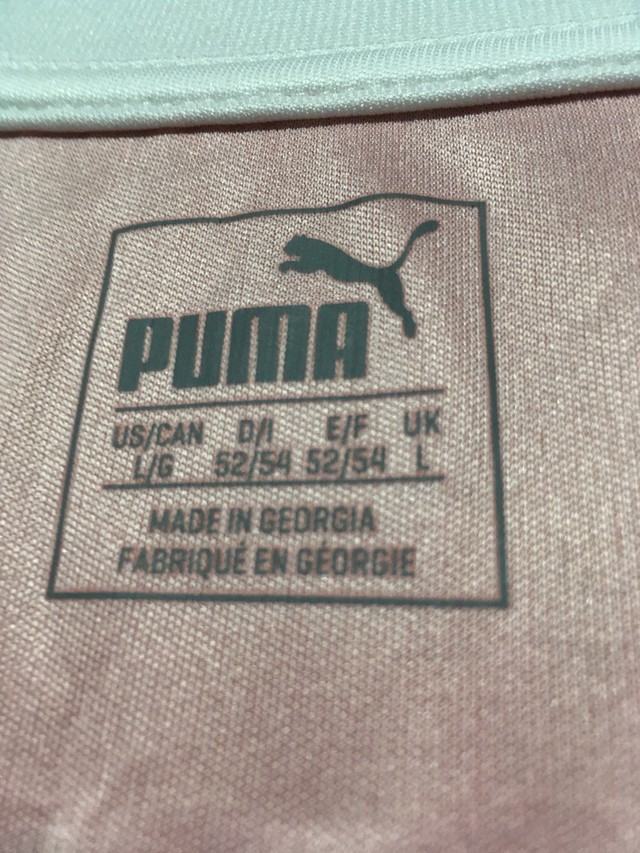 PUMA
US/CAN D/I E/F UK
L/G 52/54 52/54 L
MADE IN GEORGIA
FABRIQUÉ EN GÉORGIE